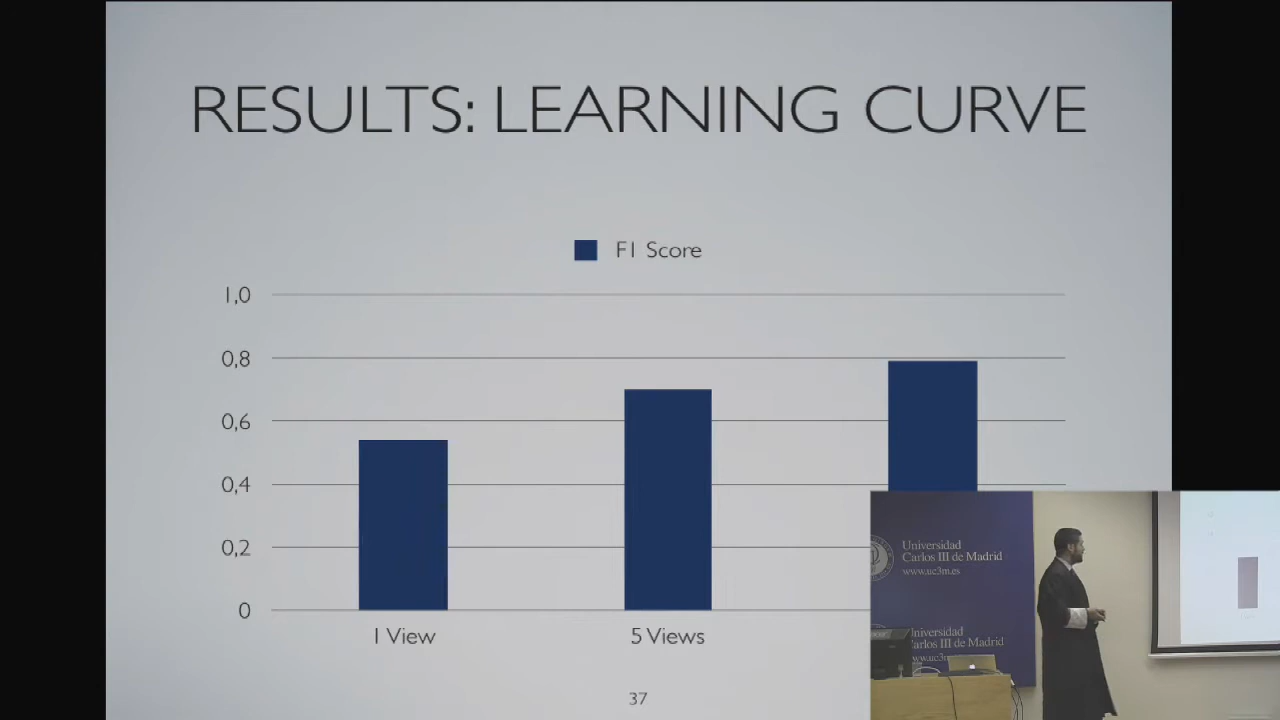 RESULTS: LEARNING CURVE
F1 Score
1,0
0,8
0,6
0,4
0,2
0
1 View
5 Views
37
Universidad
Carlos III de Madrid
www.uc3m.es
Universidad
Carlos III de Madrid